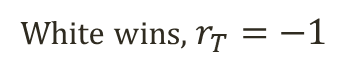 White wins, $r_T = -1$